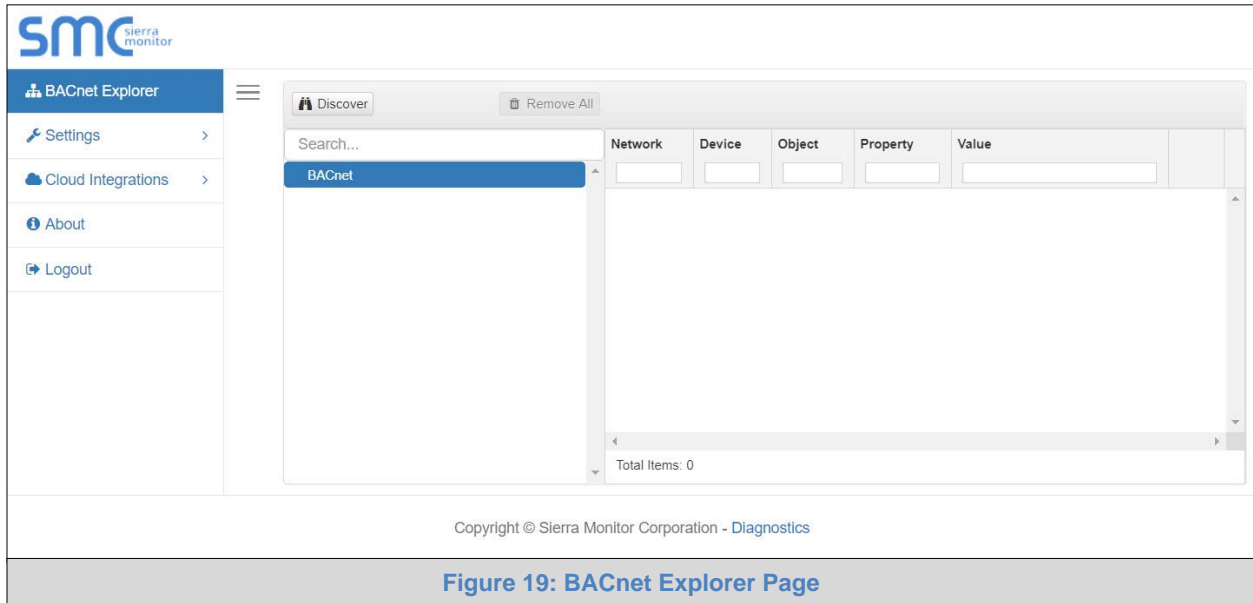 SMC sierra monitor
BACnet Explorer
Settings
Cloud Integrations
About
Logout
Discover
Remove All
Search...
BACnet
Network Device Object Property Value
Total Items: 0
Copyright © Sierra Monitor Corporation - Diagnostics
Figure 19: BACnet Explorer Page